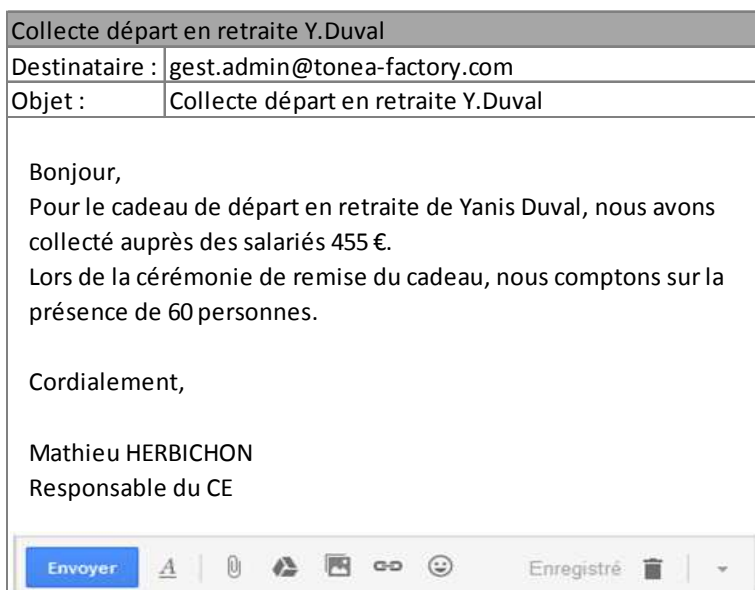 Collecte départ en retraite Y.Duval
Destinataire : gest.admin@tonea-factory.com
Objet : Collecte départ en retraite Y.Duval
Bonjour,
Pour le cadeau de départ en retraite de Yanis Duval, nous avons
collecté auprès des salariés 455 €.
Lors de la cérémonie de remise du cadeau, nous comptons sur la
présence de 60 personnes.
Cordialement,
Mathieu HERBICHON
Responsable du CE
Envoyer A Enregistré